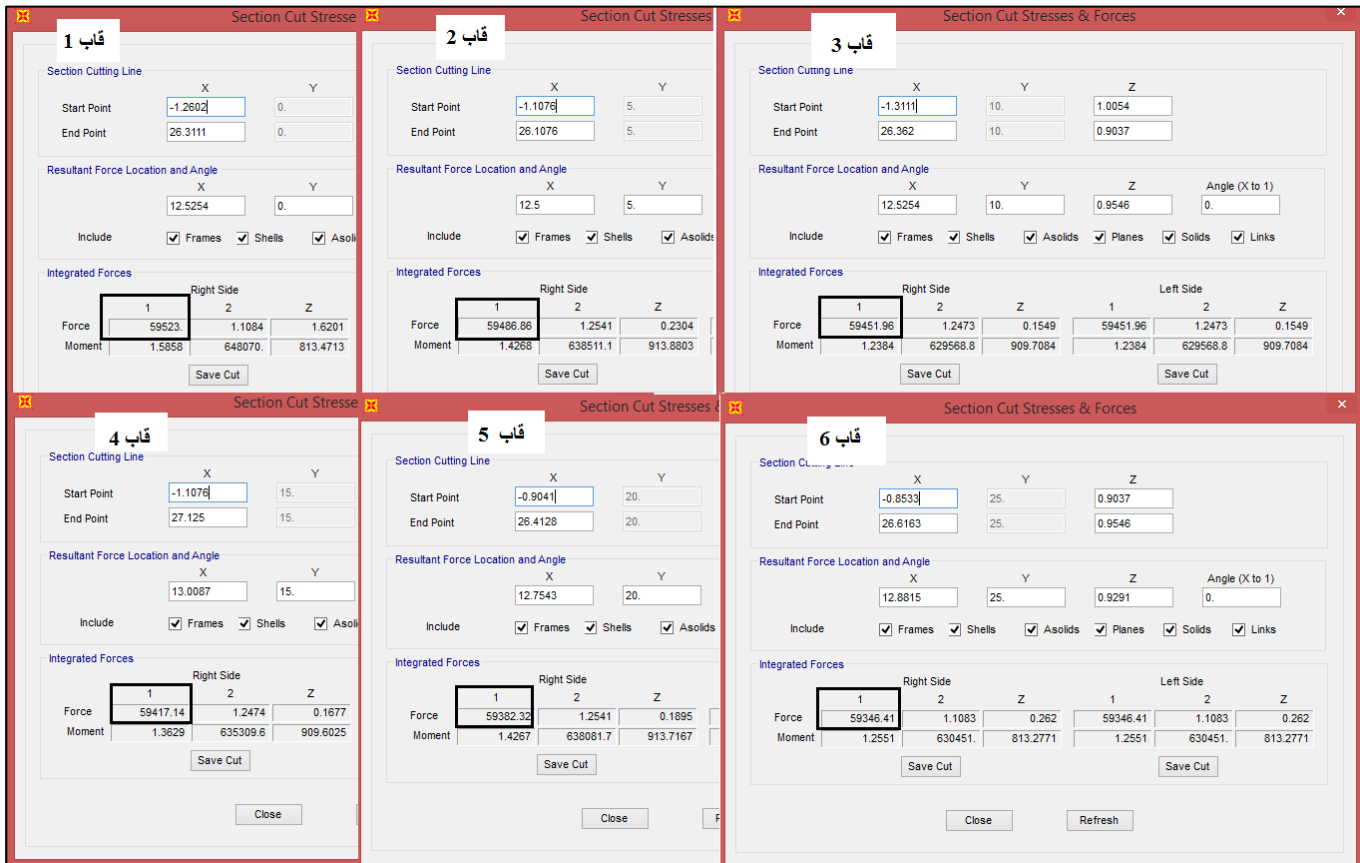 Section Cut Stresse
قاب 1
Section Cutting Line
X Y
Start Point -1.2602 0.
End Point 26.3111 0.
Resultant Force Location and Angle
X Y
12.5254 0.
Include Frames Shells Asoli
Integrated Forces
Right Side
1 2 Z
Force 59523. 1.1084 1.6201
Moment 1.5858 648070. 813.4713
Save Cut
Section Cut Stresses
قاب 2
Section Cutting Line
X Y
Start Point -1.1076 5.
End Point 26.1076 5.
Resultant Force Location and Angle
X Y
12.5 5.
Include Frames Shells Asolids
Integrated Forces
Right Side
1 2 Z
Force 59486.86 1.2541 0.2304
Moment 1.4268 638511.1 913.8803
Save Cut
Section Cut Stresses & Forces
قاب 3
Section Cutting Line
X Y Z
Start Point -1.3111 10. 1.0054
End Point 26.362 10. 0.9037
Resultant Force Location and Angle
X Y Z Angle (X to 1)
12.5254 10. 0.9546 0.
Include Frames Shells Asolids Planes Solids Links
Integrated Forces
Right Side Left Side
1 2 Z 1 2 Z
Force 59451.96 1.2473 0.1549 59451.96 1.2473 0.1549
Moment 1.2384 629568.8 909.7084 1.2384 629568.8 909.7084
Save Cut Save Cut
Section Cut Stresse
قاب 4
Section Cutting Line
X Y
Start Point -1.1076 15.
End Point 27.125 15.
Resultant Force Location and Angle
X Y
13.0087 15.
Include Frames Shells Asoli
Integrated Forces
Right Side
1 2 Z
Force 59417.14 1.2474 0.1677
Moment 1.3629 635309.6 909.6025
Save Cut
Close
Section Cut Stresses &
قاب 5
Section Cutting Line
X Y
Start Point -0.9041 20.
End Point 26.4128 20.
Resultant Force Location and Angle
X Y
12.7543 20.
Include Frames Shells Asolids
Integrated Forces
Right Side
1 2 Z
Force 59382.32 1.2541 0.1895
Moment 1.4267 638081.7 913.7167
Save Cut
Close
Section Cut Stresses & Forces
قاب 6
Section Cutting Line
X Y Z
Start Point -0.8533 25. 0.9037
End Point 26.6163 25. 0.9546
Resultant Force Location and Angle
X Y Z Angle (X to 1)
12.8815 25. 0.9291 0.
Include Frames Shells Asolids Planes Solids Links
Integrated Forces
Right Side Left Side
1 2 Z 1 2 Z
Force 59346.41 1.1083 0.262 59346.41 1.1083 0.262
Moment 1.2551 630451. 813.2771 1.2551 630451. 813.2771
Save Cut Save Cut
Close Refresh